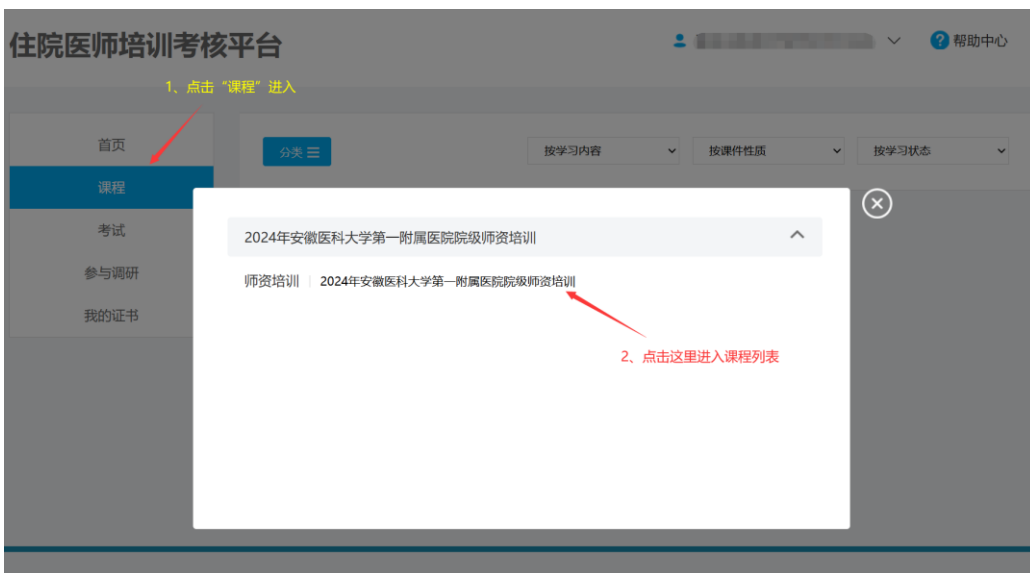 住院医师培训考核平台
帮助中心
1、点击“课程”进入
首页
课程
考试
参与调研
我的证书
分类
按学习内容
按课件性质
按学习状态
2024年安徽医科大学第一附属医院院级师资培训
师资培训 2024年安徽医科大学第一附属医院院级师资培训
2、点击这里进入课程列表